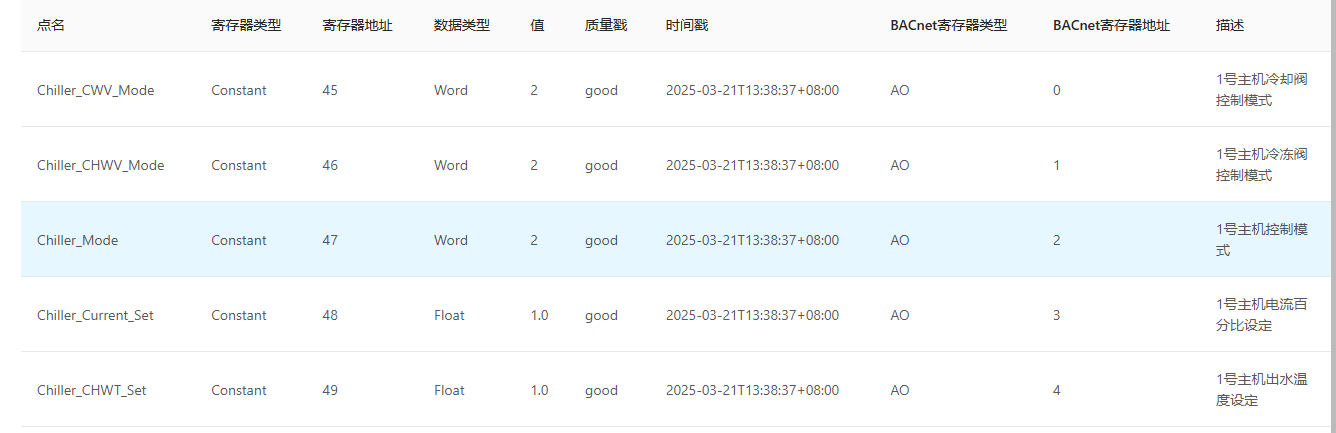 点名 寄存器类型 寄存器地址 数据类型 值 质量戳 时间戳 BACnet寄存器类型 BACnet寄存器地址 描述
Chiller_CWV_Mode Constant 45 Word 2 good 2025-03-21T13:38:37+08:00 AO 0 1号主机冷却阀
控制模式
Chiller_CHWV_Mode Constant 46 Word 2 good 2025-03-21T13:38:37+08:00 AO 1 1号主机冷冻阀
控制模式
Chiller_Mode Constant 47 Word 2 good 2025-03-21T13:38:37+08:00 AO 2 1号主机控制模
式
Chiller_Current_Set Constant 48 Float 1.0 good 2025-03-21T13:38:37+08:00 AO 3 1号主机电流百
分比设定
Chiller_CHWT_Set Constant 49 Float 1.0 good 2025-03-21T13:38:37+08:00 AO 4 1号主机出水温
度设定